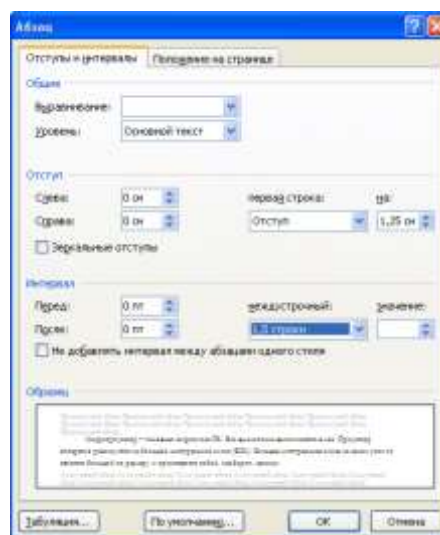 Абзац
Отступы и интервалы Положение на странице
Общие
Выравнивание:
Уровень: Основной текст
Отступ
Слева: 0 см первая строка: на:
Справа: 0 см Отступ 1,25 см
Зеркальные отступы
Интервал
Перед: 0 пт междустрочный: значение:
После: 0 пт 1,5 строки
Не добавлять интервал между абзацами одного стиля
Образец
Табуляция... По умолчанию... ОК Отмена